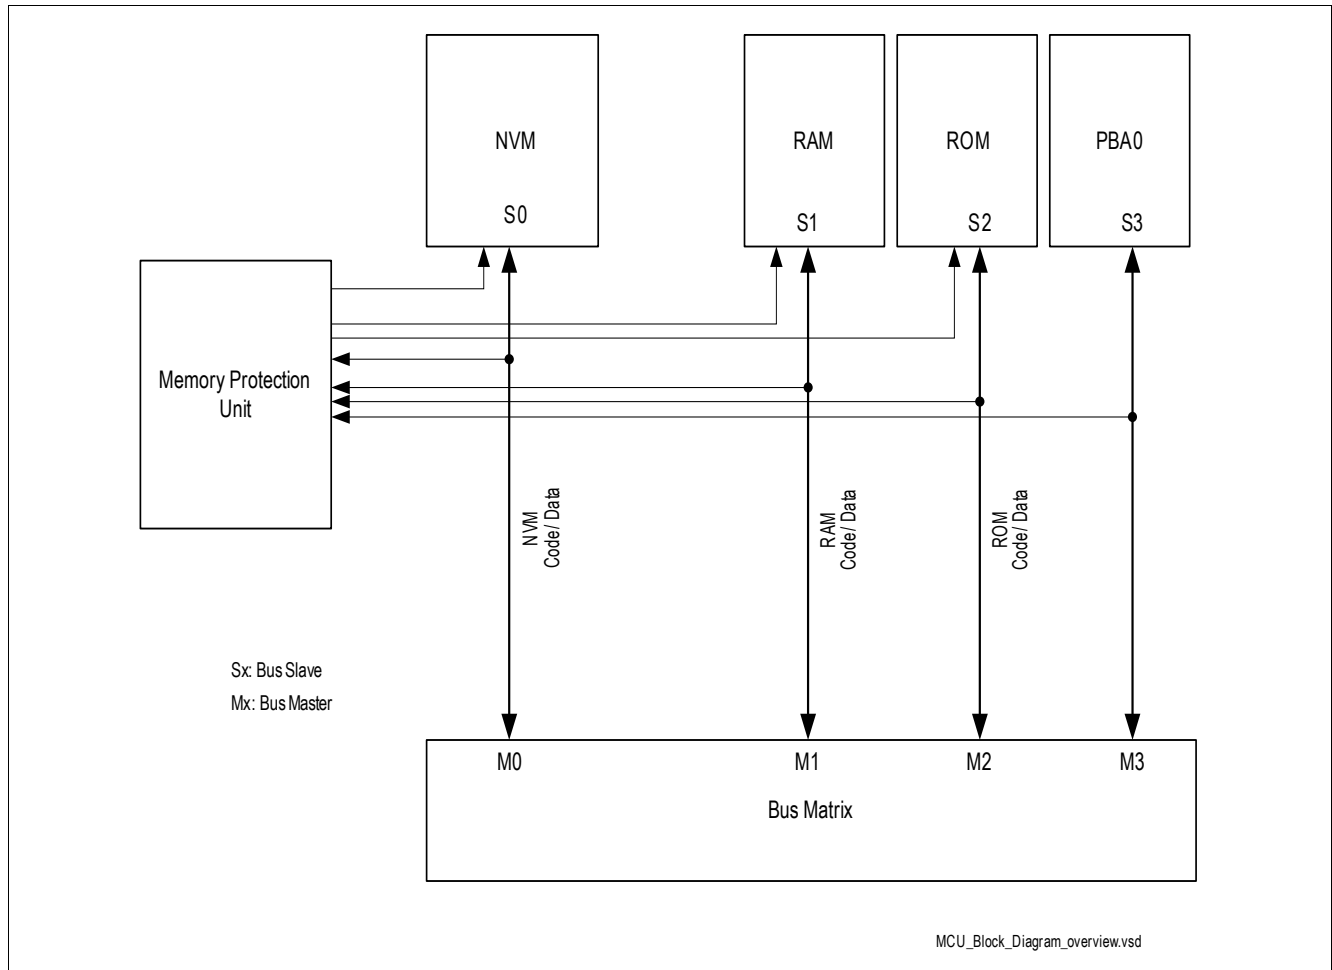 NVM
RAM
ROM
PBA0
S0
S1
S2
S3
Memory Protection
Unit
NVM
Code/ Data
RAM
Code/ Data
ROM
Code/ Data
Sx: Bus Slave
Mx: Bus Master
M0
M1
M2
M3
Bus Matrix
MCU_Block_Diagram_overview.vsd